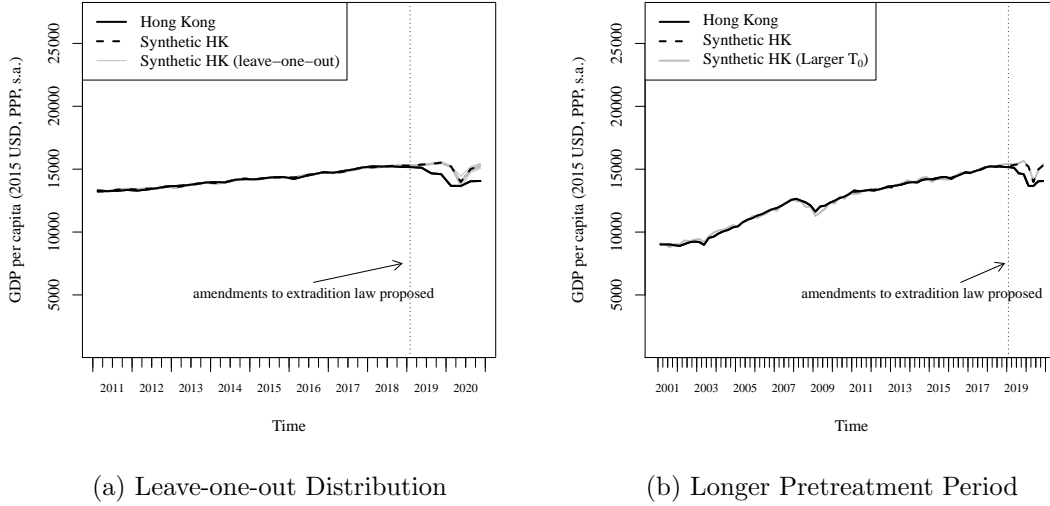 Hong Kong
Synthetic HK
Synthetic HK (leave−one−out)
GDP per capita (2015 USD, PPP, s.a.)
25000
20000
15000
10000
5000
amendments to extradition law proposed
2011 2012 2013 2014 2015 2016 2017 2018 2019 2020
Time
(a) Leave-one-out Distribution
Hong Kong
Synthetic HK
Synthetic HK (Larger T₀)
GDP per capita (2015 USD, PPP, s.a.)
25000
20000
15000
10000
5000
amendments to extradition law proposed
2001 2003 2005 2007 2009 2011 2013 2015 2017 2019
Time
(b) Longer Pretreatment Period